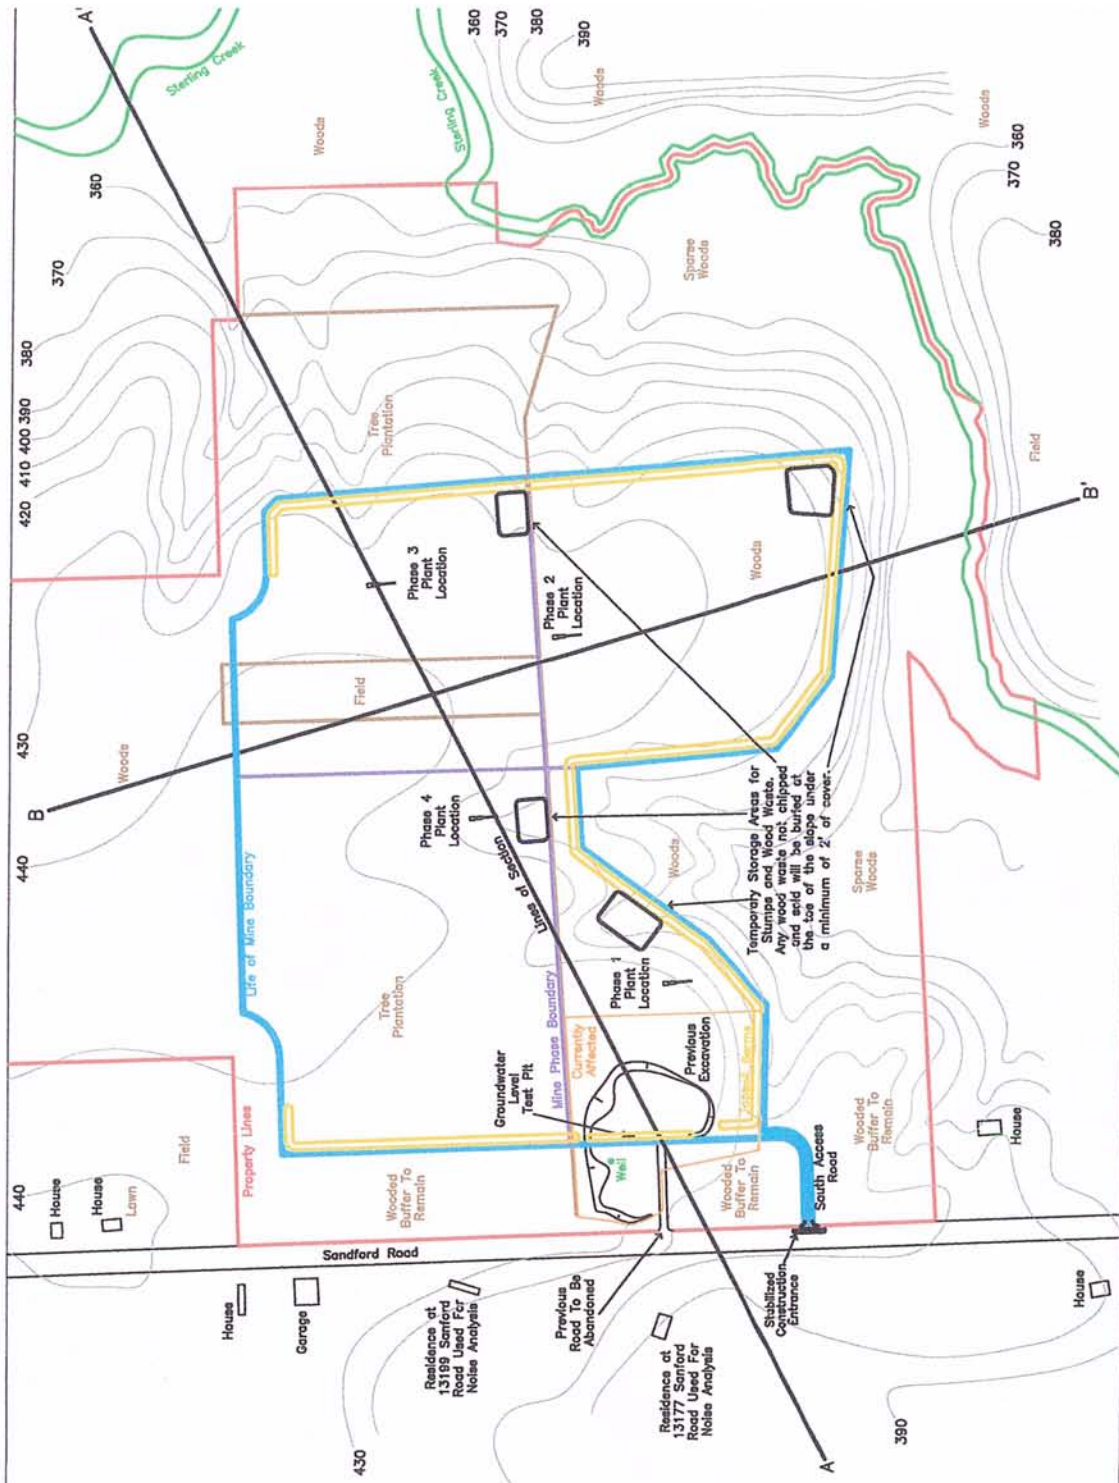 A'
Sterling Creek
Sterling Creek
360
370
380
390
Woods
Woods
Woods
360
370
380
360
370
380
390
400
410
420
Sparse
Woods
Tree
Plantation
Field
B'
Phase 3
Plant
Location
Phase 2
Plant
Location
Woods
Field
430
Woods
B
440
Phase 4
Plant
Location
Lines of Section
Life of Mine Boundary
Woods
Temporary Storage Areas for
Stumps and Wood Waste.
Any wood waste not chipped
and sold will be buried at
the toe of the slope under
a minimum of 2' of cover.
Sparse
Woods
Tree
Plantation
Phase 1
Plant
Location
Mine Phase Boundary
Currently
Affected
Previous
Excavation
Groundwater
Level
Test Pit
Topsoil Berms
Property Lines
Field
Wooded
Buffer To
Remain
Well
Wooded
Buffer To
Remain
South Access
Road
Wooded
Buffer To
Remain
House
440
House
House
Lawn
Sandford Road
House
Garage
Residence at
13199 Sanford
Road Used For
Noise Analysis
Previous
Road To Be
Abandoned
Residence at
13177 Sanford
Road Used For
Noise Analysis
Stabilized
Construction
Entrance
House
430
A
390